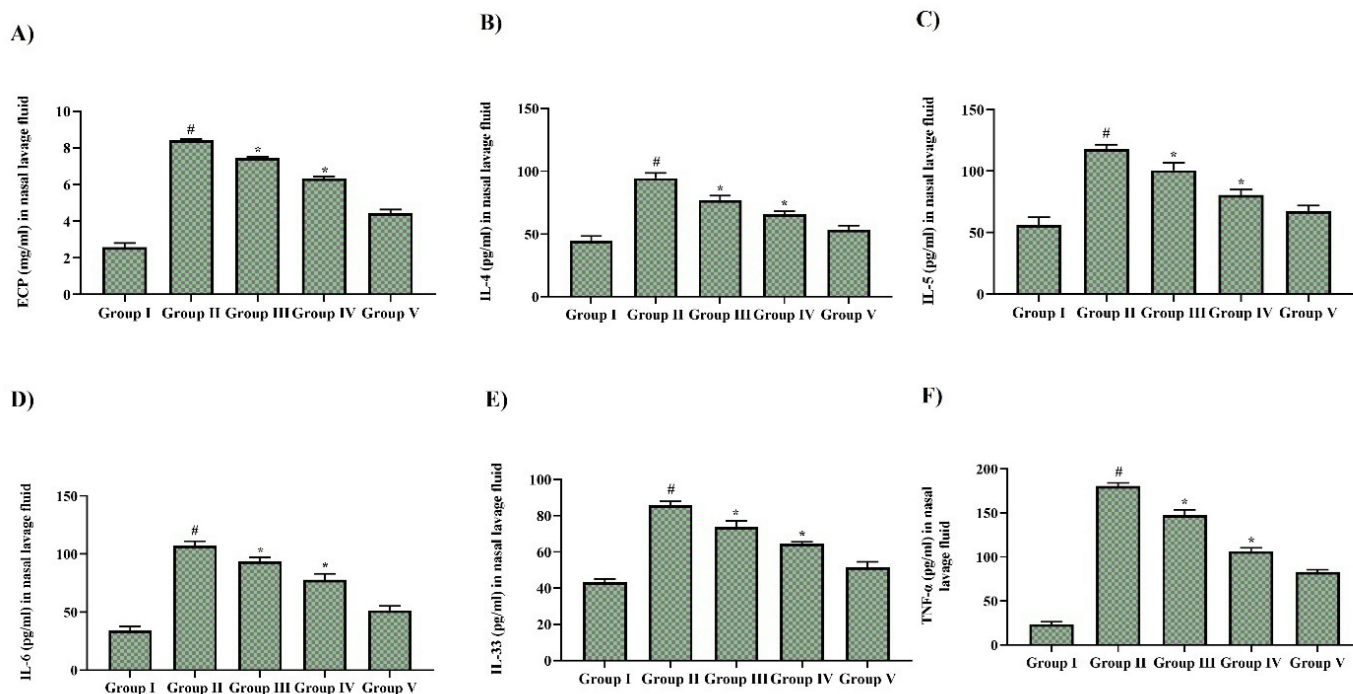 A)
ECP (mg/ml) in nasal lavage fluid
10
8
6
4
2
0
#
*
*
Group I Group II Group III Group IV Group V
B)
IL-4 (pg/ml) in nasal lavage fluid
150
100
50
0
#
*
*
Group I Group II Group III Group IV Group V
C)
IL-5 (pg/ml) in nasal lavage fluid
150
100
50
0
#
*
*
Group I Group II Group III Group IV Group V
D)
IL-6 (pg/ml) in nasal lavage fluid
150
100
50
0
#
*
*
Group I Group II Group III Group IV Group V
E)
IL-33 (pg/ml) in nasal lavage fluid
100
80
60
40
20
0
#
*
*
Group I Group II Group III Group IV Group V
F)
TNF-α (pg/ml) in nasal
lavage fluid
200
150
100
50
0
#
*
*
Group I Group II Group III Group IV Group V